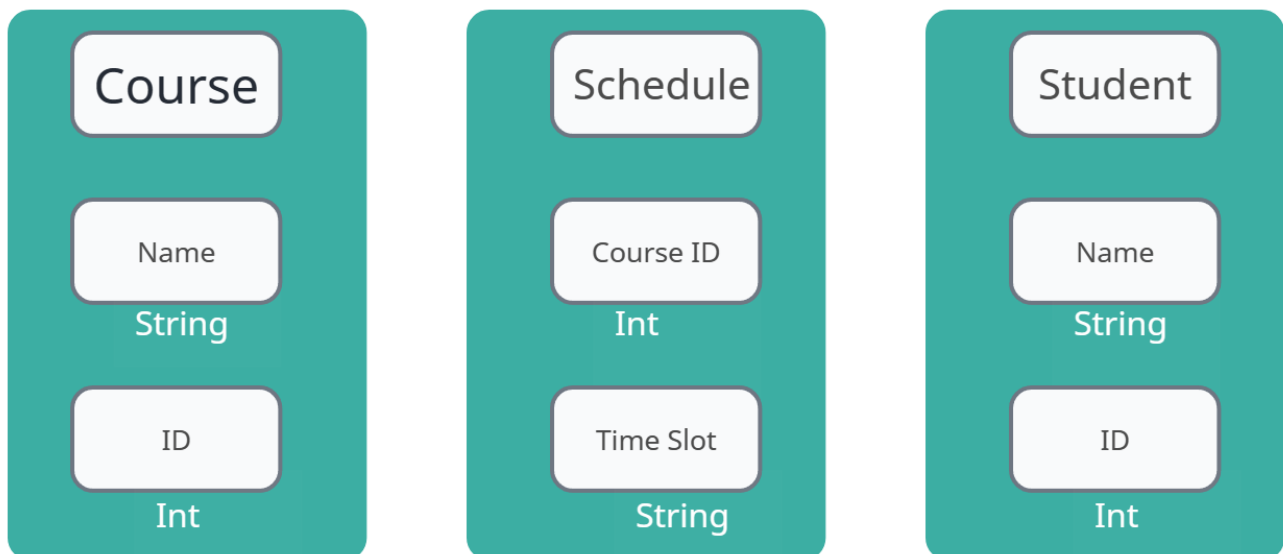 Course
Name
String
ID
Int
Schedule
Course ID
Int
Time Slot
String
Student
Name
String
ID
Int